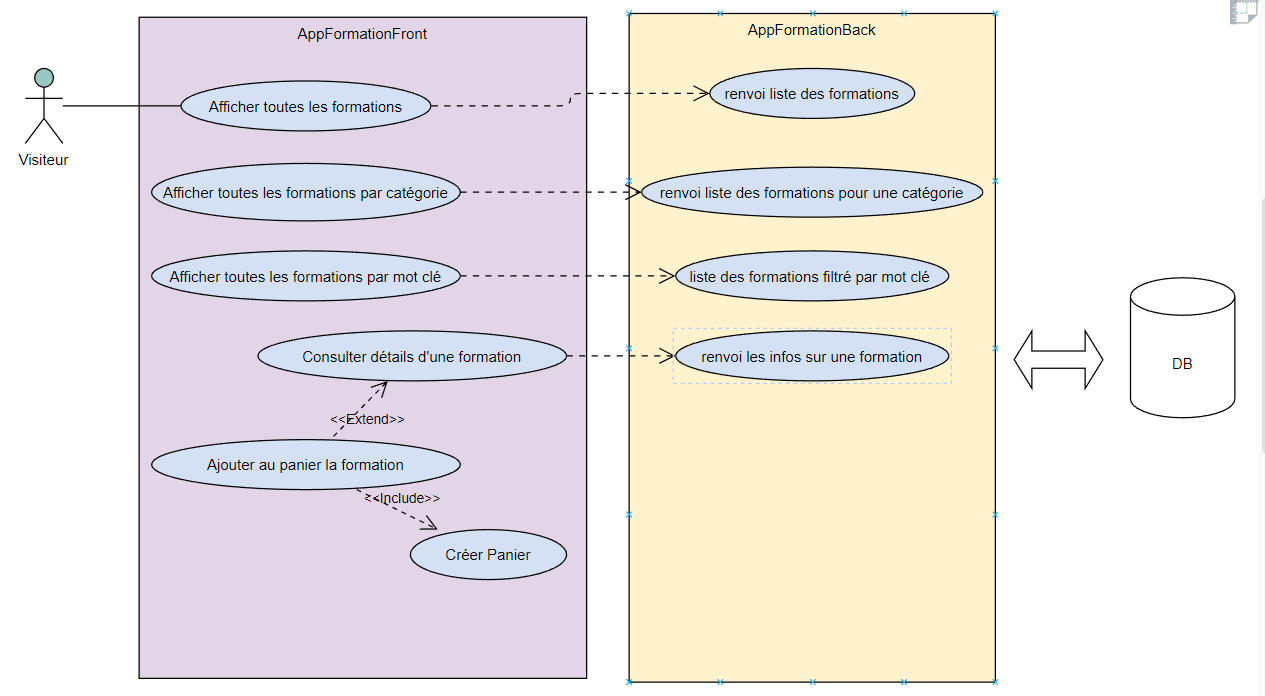 AppFormationFront
AppFormationBack
Visiteur
Afficher toutes les formations
renvoi liste des formations
Afficher toutes les formations par catégorie
renvoi liste des formations pour une catégorie
Afficher toutes les formations par mot clé
liste des formations filtré par mot clé
Consulter détails d'une formation
renvoi les infos sur une formation
DB
<<Extend>>
Ajouter au panier la formation
<<Include>>
Créer Panier